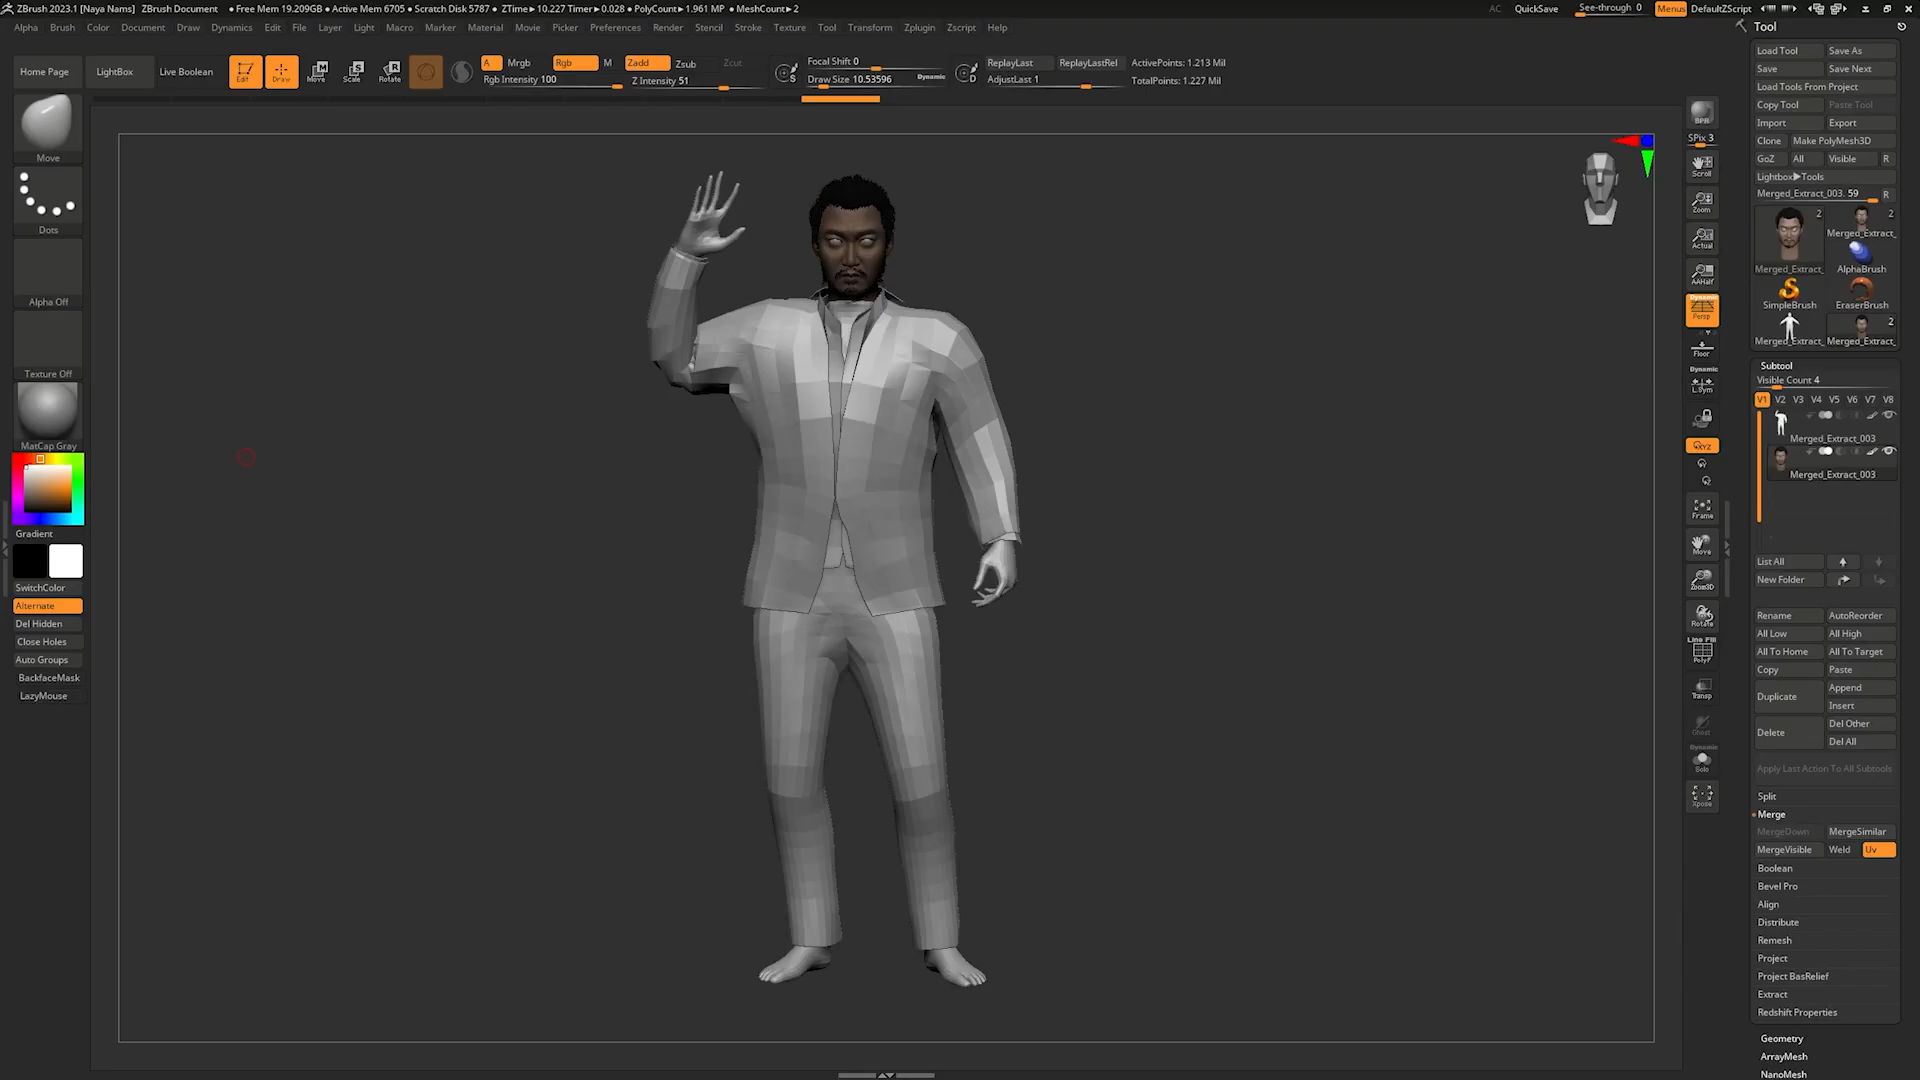 ZBrush 2023.1 [Naya Nams] ZBrush Document ● Free Mem 19.209GB ● Active Mem 6705 ● Scratch Disk 5787 ● ZTime▸10.227 Timer▸0.028 ● PolyCount▸1.961 MP ● MeshCount▸2 AC QuickSave See-through 0 Menus DefaultZScript
Alpha Brush Color Document Draw Dynamics Edit File Layer Light Macro Marker Material Movie Picker Preferences Render Stencil Stroke Texture Tool Transform Zplugin Zscript Help
Tool
Home Page LightBox Live Boolean Edit Draw Move Scale Rotate
A Mrgb Rgb M Zadd Zsub Zcut
Rgb Intensity 100 Z Intensity 51
Focal Shift 0
Draw Size 10.53596 Dynamic
ReplayLast ReplayLastRel ActivePoints: 1.213 Mil
AdjustLast 1 TotalPoints: 1.227 Mil
Move
Dots
Alpha Off
Texture Off
MatCap Gray
Gradient
SwitchColor
Alternate
Del Hidden
Close Holes
Auto Groups
BackfaceMask
LazyMouse
BPR
SPix 3
Scroll
Zoom
Actual
AAHalf
Dynamic
Persp
Floor
Dynamic
L.Sym
XYZ
Frame
Move
Zoom3D
Rotate
Line Fill
PolyF
Transp
Ghost
Dynamic
Solo
Xpose
Load Tool Save As
Save Save Next
Load Tools From Project
Copy Tool Paste Tool
Import Export
Clone Make PolyMesh3D
GoZ All Visible R
Lightbox▸Tools
Merged_Extract_003. 59 R
2 2
Merged_Extract_
Merged_Extract_ AlphaBrush
SimpleBrush EraserBrush
2
Merged_Extract_ Merged_Extract_
Subtool
Visible Count 4
V1 V2 V3 V4 V5 V6 V7 V8
Merged_Extract_003
Merged_Extract_003
List All
New Folder
Rename AutoReorder
All Low All High
All To Home All To Target
Copy Paste
Duplicate Append
Insert
Delete Del Other
Del All
Apply Last Action To All Subtools
Split
Merge
MergeDown MergeSimilar
MergeVisible Weld Uv
Boolean
Bevel Pro
Align
Distribute
Remesh
Project
Project BasRelief
Extract
Redshift Properties
Geometry
ArrayMesh
NanoMesh